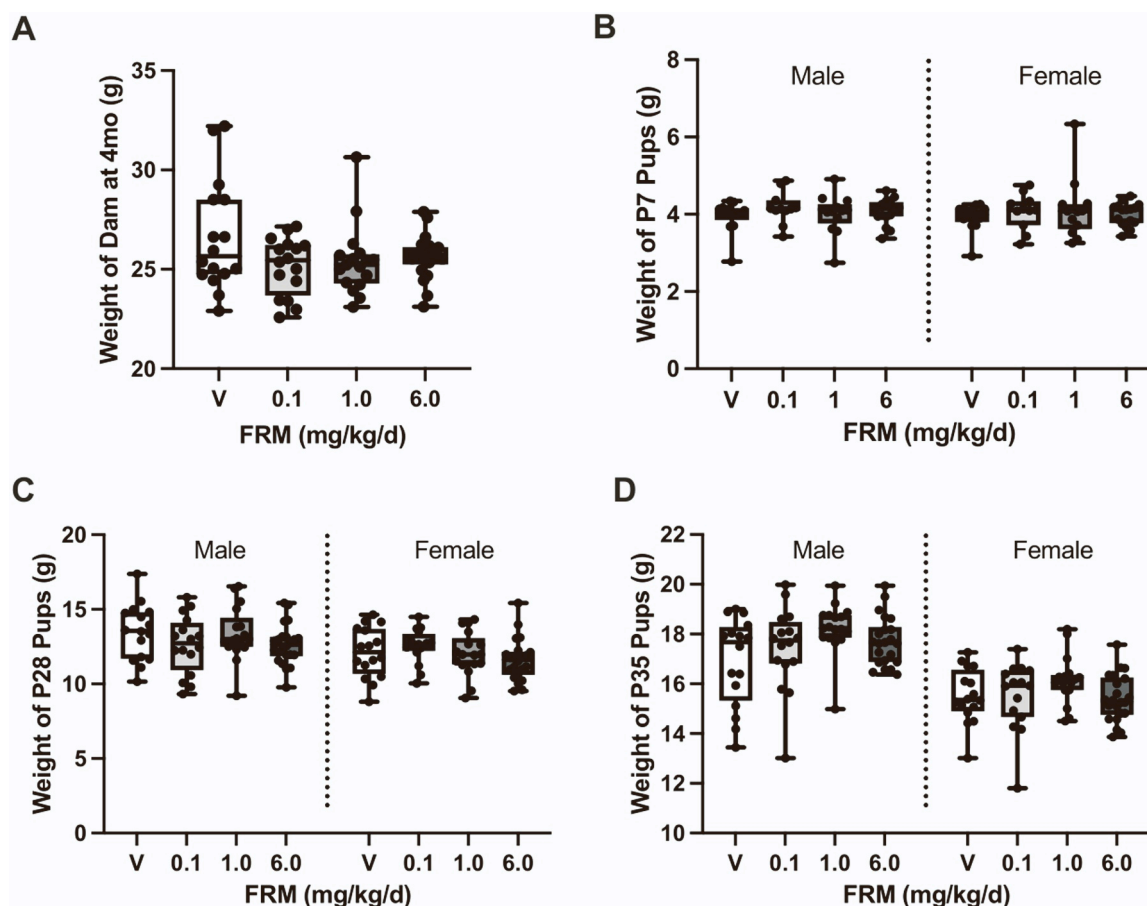 A
Weight of Dam at 4mo (g)
35
30
25
20
V 0.1 1.0 6.0
FRM (mg/kg/d)
B
Weight of P7 Pups (g)
8
6
4
2
0
Male Female
V 0.1 1 6 V 0.1 1 6
FRM (mg/kg/d)
C
Weight of P28 Pups (g)
20
15
10
5
0
Male Female
V 0.1 1.0 6.0 V 0.1 1.0 6.0
FRM (mg/kg/d)
D
Weight of P35 Pups (g)
22
20
18
16
14
12
10
Male Female
V 0.1 1.0 6.0 V 0.1 1.0 6.0
FRM (mg/kg/d)